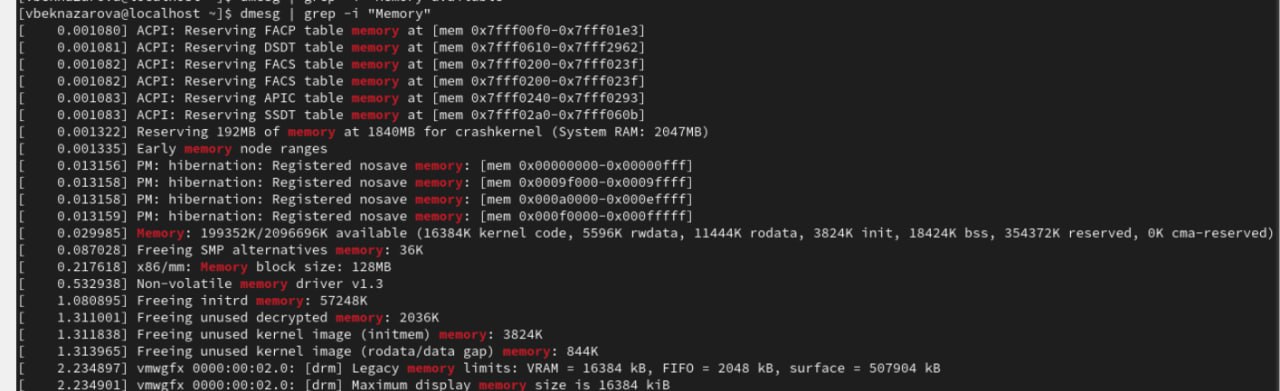 [vbeknazarova@localhost ~]$ dmesg | grep -i "Memory"
[    0.001080] ACPI: Reserving FACP table memory at [mem 0x7fff00f0-0x7fff01e3]
[    0.001081] ACPI: Reserving DSDT table memory at [mem 0x7fff0610-0x7fff2962]
[    0.001082] ACPI: Reserving FACS table memory at [mem 0x7fff0200-0x7fff023f]
[    0.001082] ACPI: Reserving FACS table memory at [mem 0x7fff0200-0x7fff023f]
[    0.001083] ACPI: Reserving APIC table memory at [mem 0x7fff0240-0x7fff0293]
[    0.001083] ACPI: Reserving SSDT table memory at [mem 0x7fff02a0-0x7fff060b]
[    0.001322] Reserving 192MB of memory at 1840MB for crashkernel (System RAM: 2047MB)
[    0.001335] Early memory node ranges
[    0.013156] PM: hibernation: Registered nosave memory: [mem 0x00000000-0x00000fff]
[    0.013158] PM: hibernation: Registered nosave memory: [mem 0x0009f000-0x0009ffff]
[    0.013158] PM: hibernation: Registered nosave memory: [mem 0x000a0000-0x000effff]
[    0.013159] PM: hibernation: Registered nosave memory: [mem 0x000f0000-0x000fffff]
[    0.029985] Memory: 199352K/2096696K available (16384K kernel code, 5596K rwdata, 11444K rodata, 3824K init, 18424K bss, 354372K reserved, 0K cma-reserved)
[    0.087028] Freeing SMP alternatives memory: 36K
[    0.217618] x86/mm: Memory block size: 128MB
[    0.532938] Non-volatile memory driver v1.3
[    1.080895] Freeing initrd memory: 57248K
[    1.311001] Freeing unused decrypted memory: 2036K
[    1.311838] Freeing unused kernel image (initmem) memory: 3824K
[    1.313965] Freeing unused kernel image (rodata/data gap) memory: 844K
[    2.234897] vmwgfx 0000:00:02.0: [drm] Legacy memory limits: VRAM = 16384 kB, FIFO = 2048 kB, surface = 507904 kB
[    2.234901] vmwgfx 0000:00:02.0: [drm] Maximum display memory size is 16384 kiB